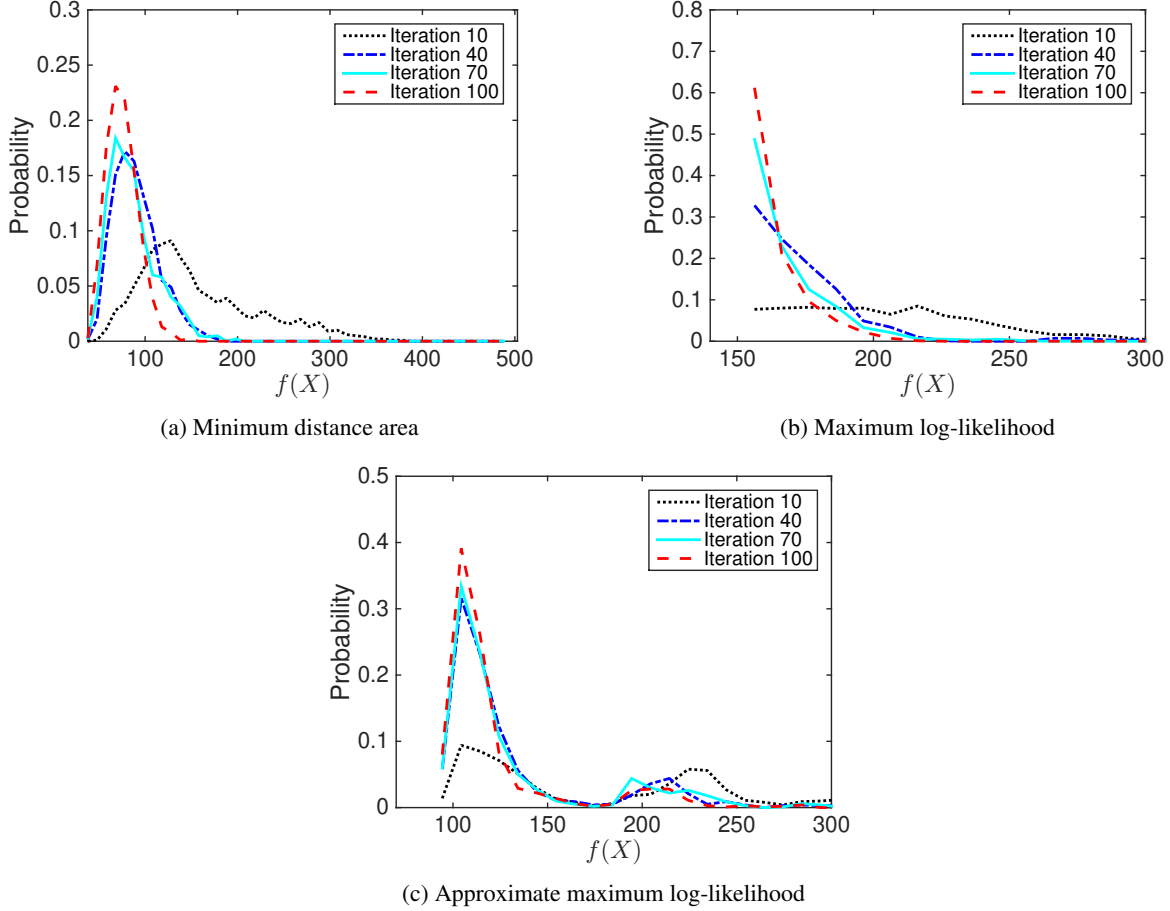 0.3
0.25
0.2
0.15
0.1
0.05
0
Probability
100 200 300 400 500
f(X)
Iteration 10
Iteration 40
Iteration 70
Iteration 100
(a) Minimum distance area
0.8
0.7
0.6
0.5
0.4
0.3
0.2
0.1
0
Probability
150 200 250 300
f(X)
Iteration 10
Iteration 40
Iteration 70
Iteration 100
(b) Maximum log-likelihood
0.5
0.4
0.3
0.2
0.1
0
Probability
100 150 200 250 300
f(X)
Iteration 10
Iteration 40
Iteration 70
Iteration 100
(c) Approximate maximum log-likelihood